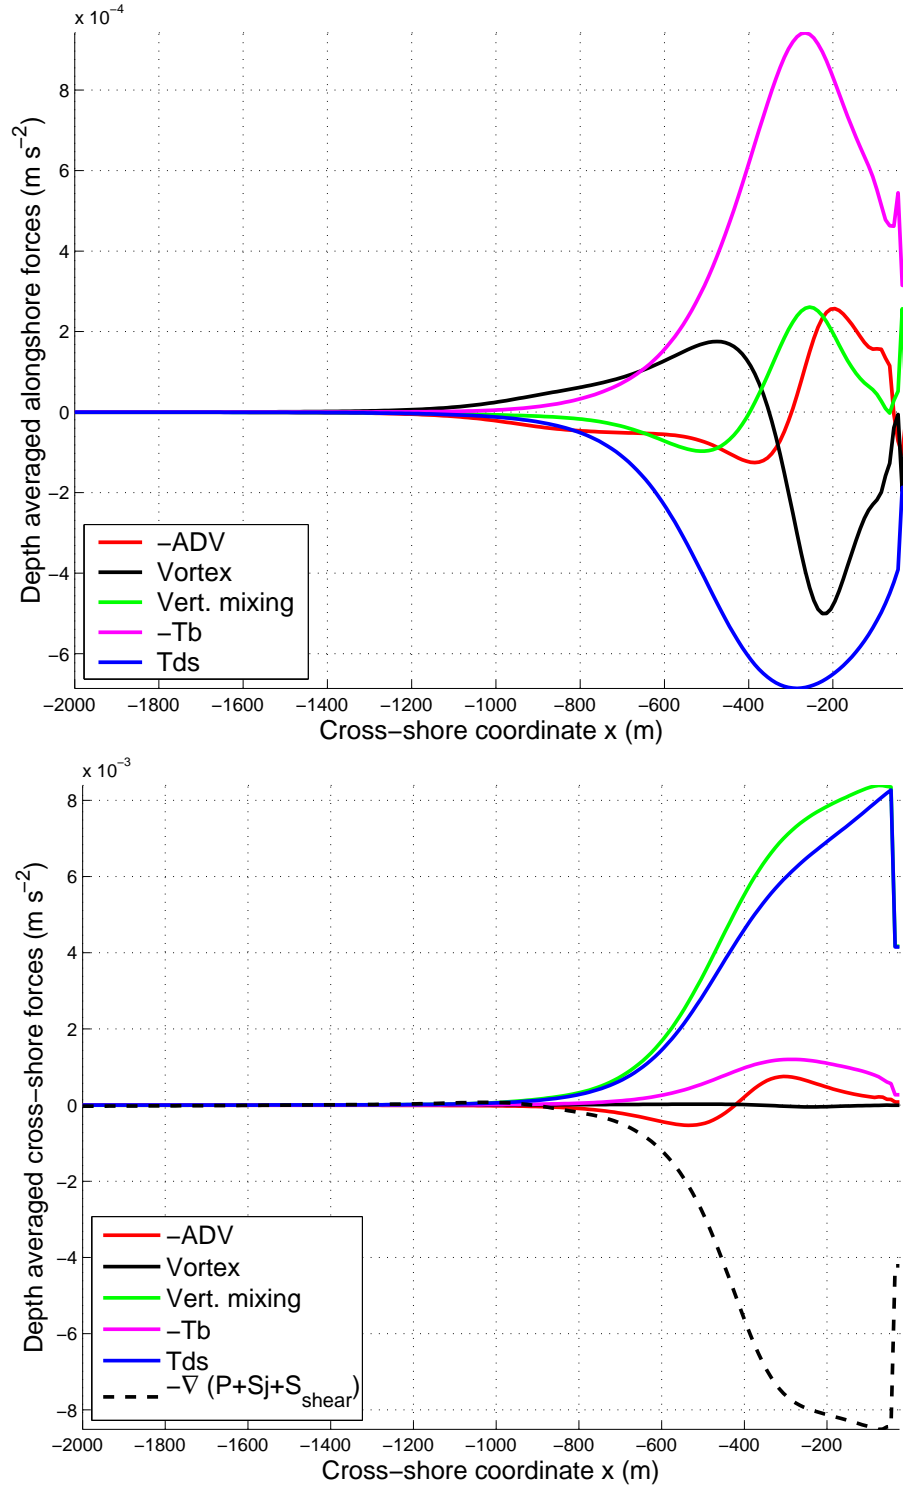 x 10−4
Depth averaged alongshore forces (m s−2)
8
6
4
2
0
−2
−4
−6
−ADV
Vortex
Vert. mixing
−Tb
Tds
−2000 −1800 −1600 −1400 −1200 −1000 −800 −600 −400 −200
Cross−shore coordinate x (m)
x 10−3
Depth averaged cross−shore forces (m s−2)
8
6
4
2
0
−2
−4
−6
−8
−ADV
Vortex
Vert. mixing
−Tb
Tds
−∇ (P+Sj+Sshear)
−2000 −1800 −1600 −1400 −1200 −1000 −800 −600 −400 −200
Cross−shore coordinate x (m)